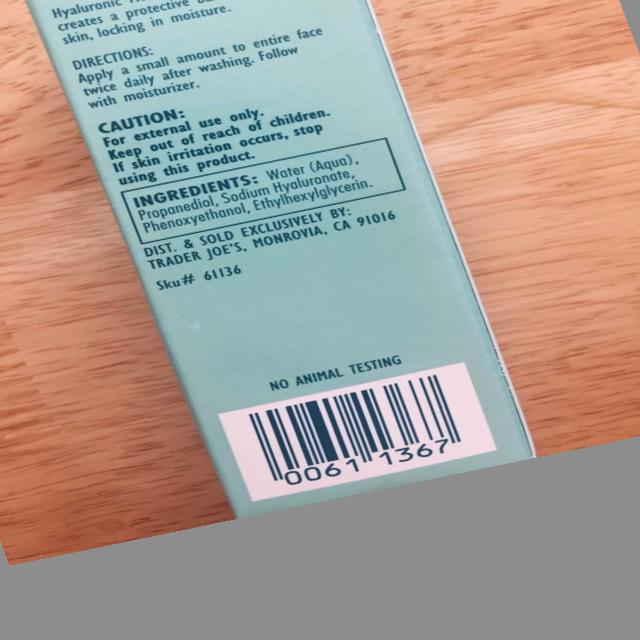 Hyaluronic
creates a protective
skin, locking in moisture.
DIRECTIONS:
Apply a small amount to entire face
twice daily after washing. Follow
with moisturizer.
CAUTION:
For external use only.
Keep out of reach of children.
If skin irritation occurs, stop
using this product.
INGREDIENTS: Water (Aqua),
Propanediol, Sodium Hyaluronate,
Phenoxyethanol, Ethylhexylglycerin.
DIST. & SOLD EXCLUSIVELY BY:
TRADER JOE'S, MONROVIA, CA 91016
Sku# 61136
NO ANIMAL TESTING
0061 1367